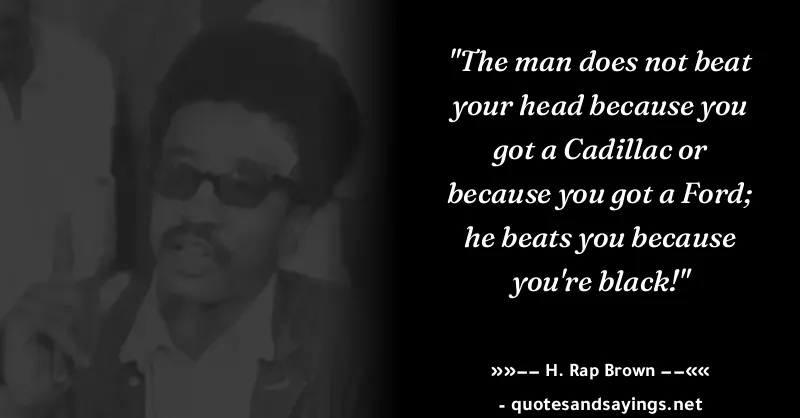 "The man does not beat
your head because you
got a Cadillac or
because you got a Ford;
he beats you because
you're black!"
»»−− H. Rap Brown −−««
- quotesandsayings.net